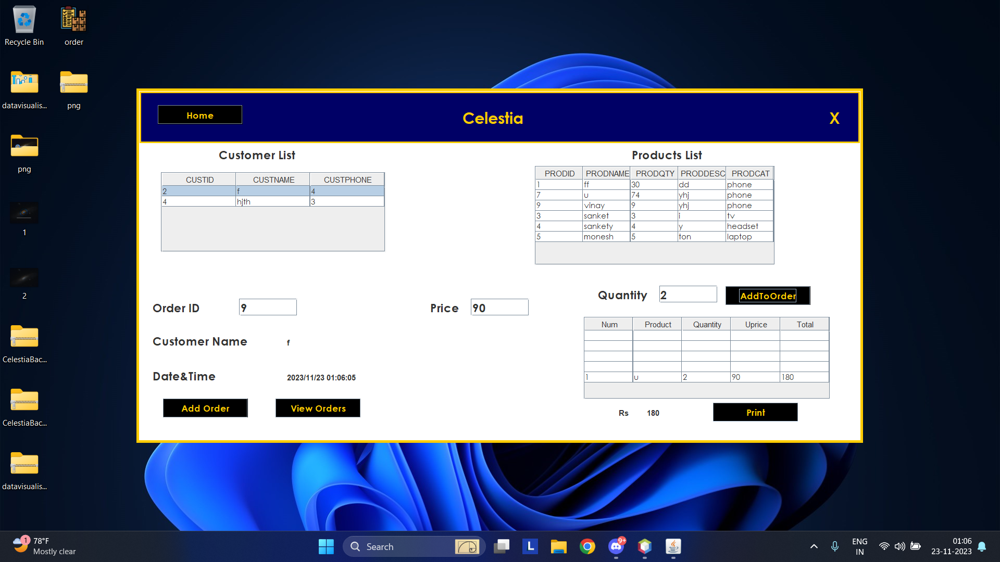 Recycle Bin
order
datavisualis...
png
png
1
2
CelestiaBac...
CelestiaBac...
datavisualis...
Home
Celestia
X
Customer List
CUSTID CUSTNAME CUSTPHONE
2 f 4
4 hjth 3
Products List
PRODID PRODNAME PRODQTY PRODDESC PRODCAT
1 ff 30 dd phone
7 u 74 yhj phone
9 vinay 9 yhj phone
3 sanket 3 i tv
4 sankety 4 y headset
5 monesh 5 ton laptop
Quantity 2 AddToOrder
Order ID 9
Price 90
Customer Name f
Date&Time 2023/11/23 01:06:05
Add Order View Orders
Num Product Quantity Uprice Total
1 u 2 90 180
Rs 180 Print
1
78°F
Mostly clear
Search
L
9+
ENG
IN
01:06
23-11-2023